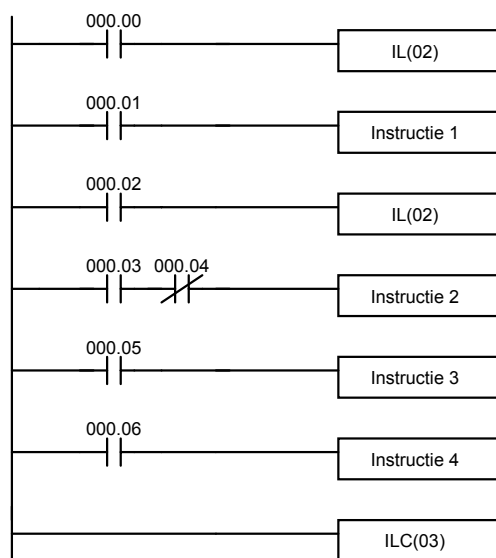 000.00
IL(02)
000.01
Instructie 1
000.02
IL(02)
000.03 000.04
Instructie 2
000.05
Instructie 3
000.06
Instructie 4
ILC(03)